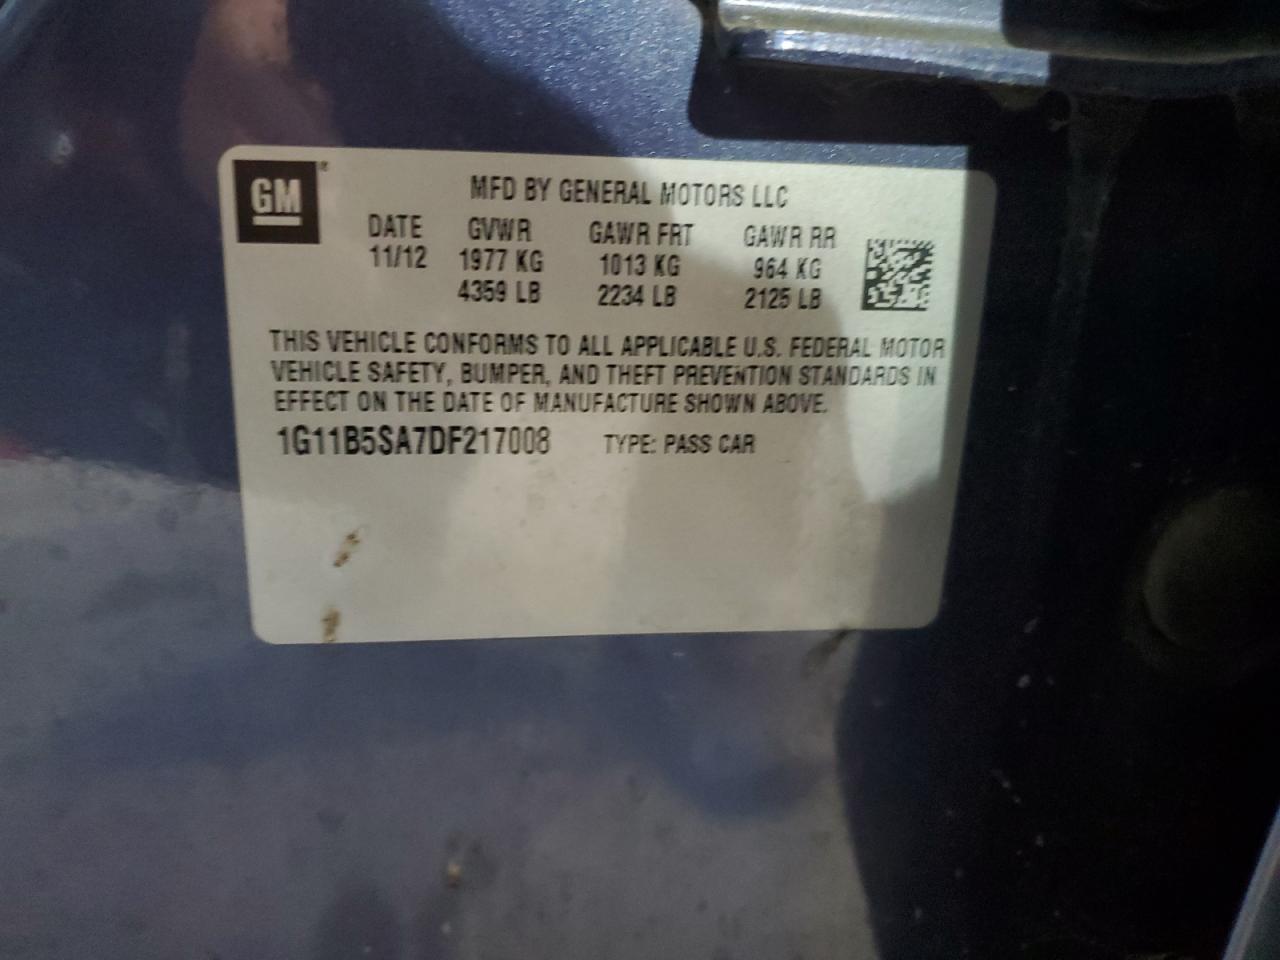 GM®
MFD BY GENERAL MOTORS LLC
DATE GVWR GAWR FRT GAWR RR
11/12 1977 KG 1013 KG 964 KG
4359 LB 2234 LB 2125 LB
THIS VEHICLE CONFORMS TO ALL APPLICABLE U.S. FEDERAL MOTOR
VEHICLE SAFETY, BUMPER, AND THEFT PREVENTION STANDARDS IN
EFFECT ON THE DATE OF MANUFACTURE SHOWN ABOVE.
1G11B5SA7DF217008 TYPE: PASS CAR